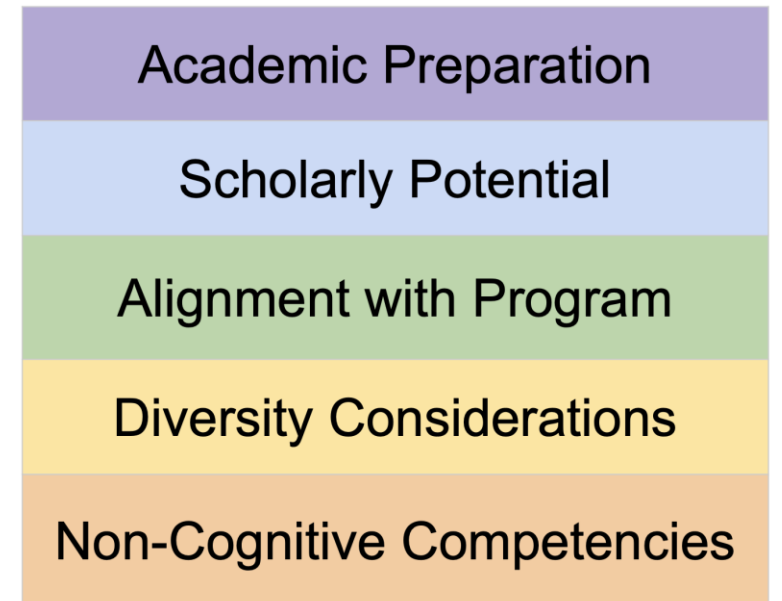 Academic Preparation
Scholarly Potential
Alignment with Program
Diversity Considerations
Non-Cognitive Competencies